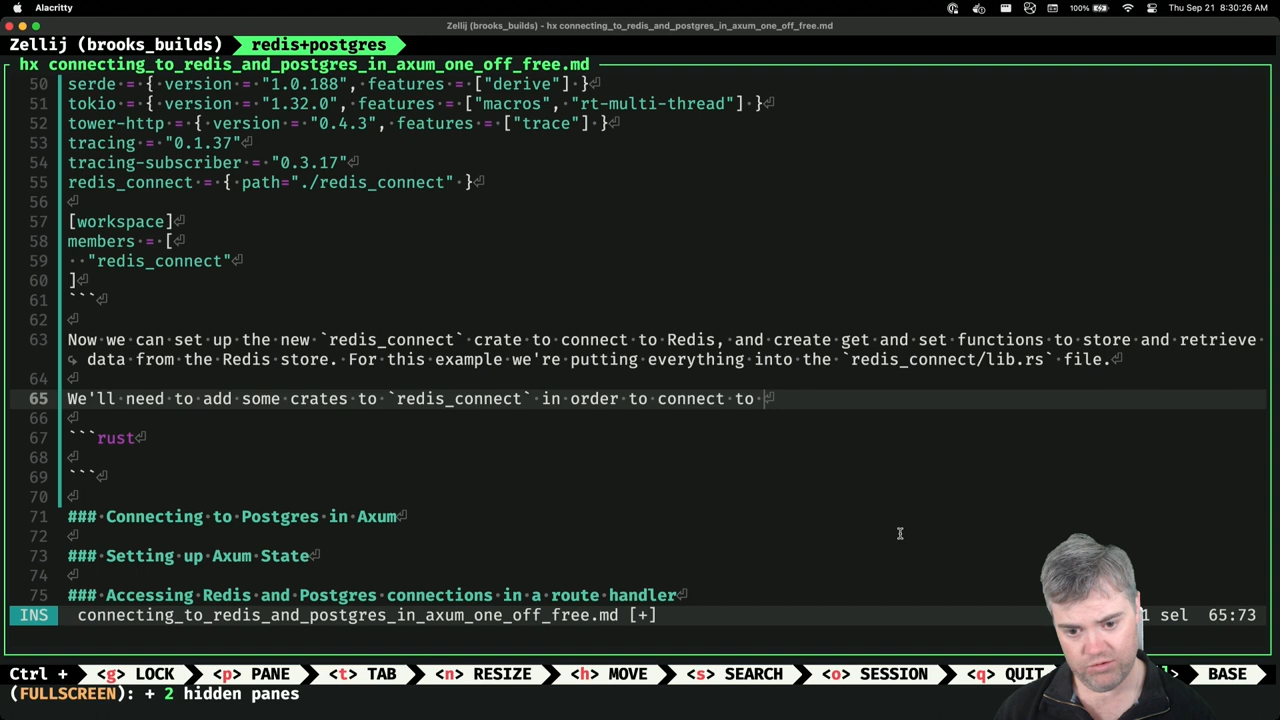 Alacritty
100%
Thu Sep 21 8:30:26 AM
Zellij (brooks_builds) - hx connecting_to_redis_and_postgres_in_axum_one_off_free.md
Zellij (brooks_builds) redis+postgres
hx connecting_to_redis_and_postgres_in_axum_one_off_free.md
50 serde = { version = "1.0.188", features = ["derive"] }
51 tokio = { version = "1.32.0", features = ["macros", "rt-multi-thread"] }
52 tower-http = { version = "0.4.3", features = ["trace"] }
53 tracing = "0.1.37"
54 tracing-subscriber = "0.3.17"
55 redis_connect = { path="./redis_connect" }
56
57 [workspace]
58 members = [
59 "redis_connect"
60 ]
61 ```
62
63 Now we can set up the new `redis_connect` crate to connect to Redis, and create get and set functions to store and retrieve
data from the Redis store. For this example we're putting everything into the `redis_connect/lib.rs` file.
64
65 We'll need to add some crates to `redis_connect` in order to connect to
66
67 ```rust
68
69 ```
70
71 ### Connecting to Postgres in Axum
72
73 ### Setting up Axum State
74
75 ### Accessing Redis and Postgres connections in a route handler
INS connecting_to_redis_and_postgres_in_axum_one_off_free.md [+] 1 sel 65:73
Ctrl + <g> LOCK <p> PANE <t> TAB <n> RESIZE <h> MOVE <s> SEARCH <o> SESSION <q> QUIT BASE
(FULLSCREEN): + 2 hidden panes